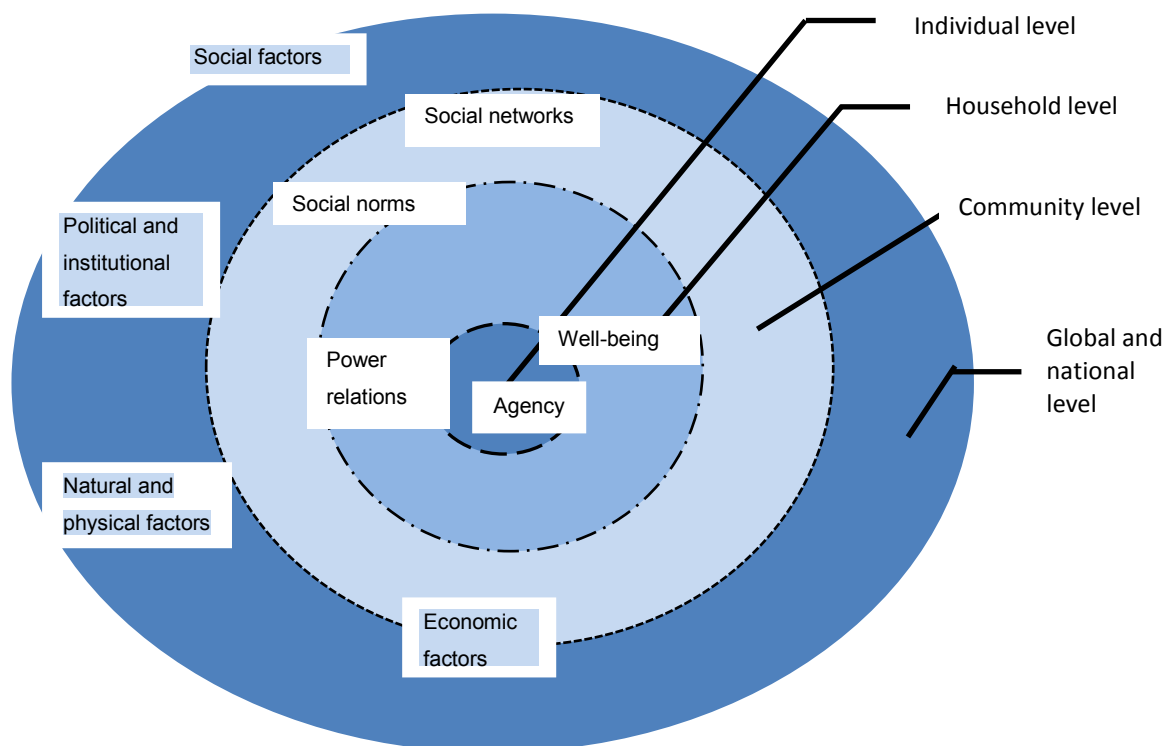 Social factors
Individual level
Social networks
Household level
Social norms
Community level
Political and
institutional
factors
Well-being
Global and
national
level
Power
relations
Agency
Natural and
physical factors
Economic
factors